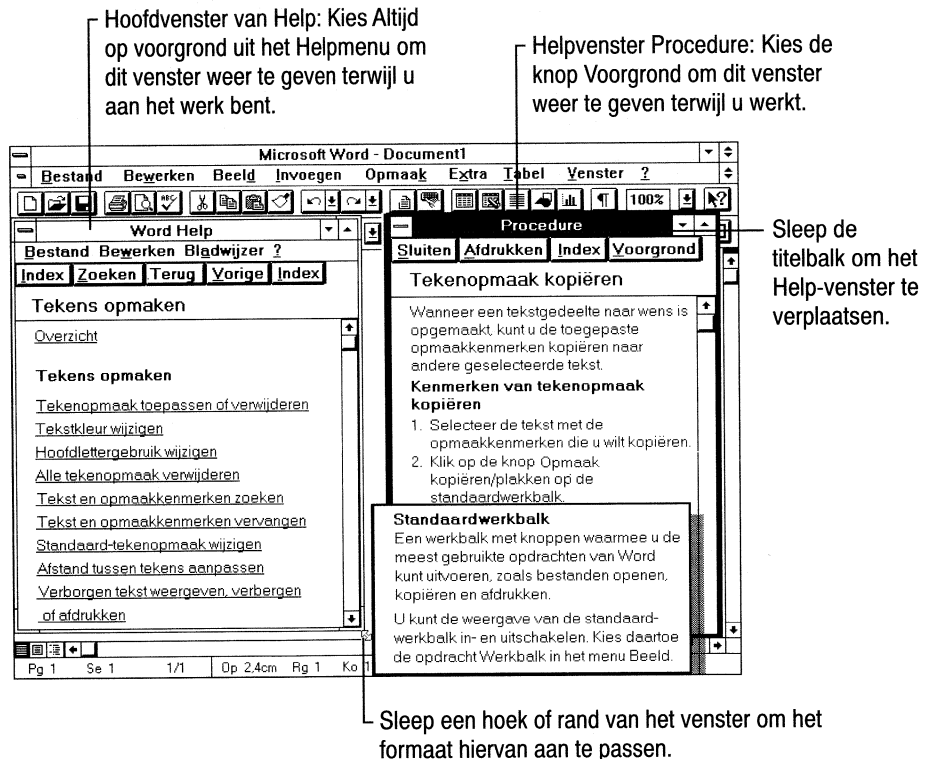 Hoofdvenster van Help: Kies Altijd
op voorgrond uit het Helpmenu om
dit venster weer te geven terwijl u
aan het werk bent.
Helpvenster Procedure: Kies de
knop Voorgrond om dit venster
weer te geven terwijl u werkt.
Microsoft Word - Document1
Bestand Bewerken Beeld Invoegen Opmaak Extra Tabel Venster ?
ABC 100% ?
Word Help
Bestand Bewerken Bladwijzer ?
Index Zoeken Terug Vorige Index
Tekens opmaken
Overzicht
Tekens opmaken
Tekenopmaak toepassen of verwijderen
Tekstkleur wijzigen
Hoofdlettergebruik wijzigen
Alle tekenopmaak verwijderen
Tekst en opmaakkenmerken zoeken
Tekst en opmaakkenmerken vervangen
Standaard-tekenopmaak wijzigen
Afstand tussen tekens aanpassen
Verborgen tekst weergeven, verbergen
of afdrukken
Procedure
Sluiten Afdrukken Index Voorgrond
Tekenopmaak kopiëren
Wanneer een tekstgedeelte naar wens is
opgemaakt, kunt u de toegepaste
opmaakkenmerken kopiëren naar
andere geselecteerde tekst.
Kenmerken van tekenopmaak
kopiëren
1. Selecteer de tekst met de
opmaakkenmerken die u wilt kopiëren.
2. Klik op de knop Opmaak
kopiëren/plakken op de
standaardwerkbalk.
Standaardwerkbalk
Een werkbalk met knoppen waarmee u de
meest gebruikte opdrachten van Word
kunt uitvoeren, zoals bestanden openen,
kopiëren en afdrukken.
U kunt de weergave van de standaard-
werkbalk in- en uitschakelen. Kies daartoe
de opdracht Werkbalk in het menu Beeld.
Sleep de
titelbalk om het
Help-venster te
verplaatsen.
Pg 1 Se 1 1/1 Op 2,4cm Rg 1 Ko 1
Sleep een hoek of rand van het venster om het
formaat hiervan aan te passen.